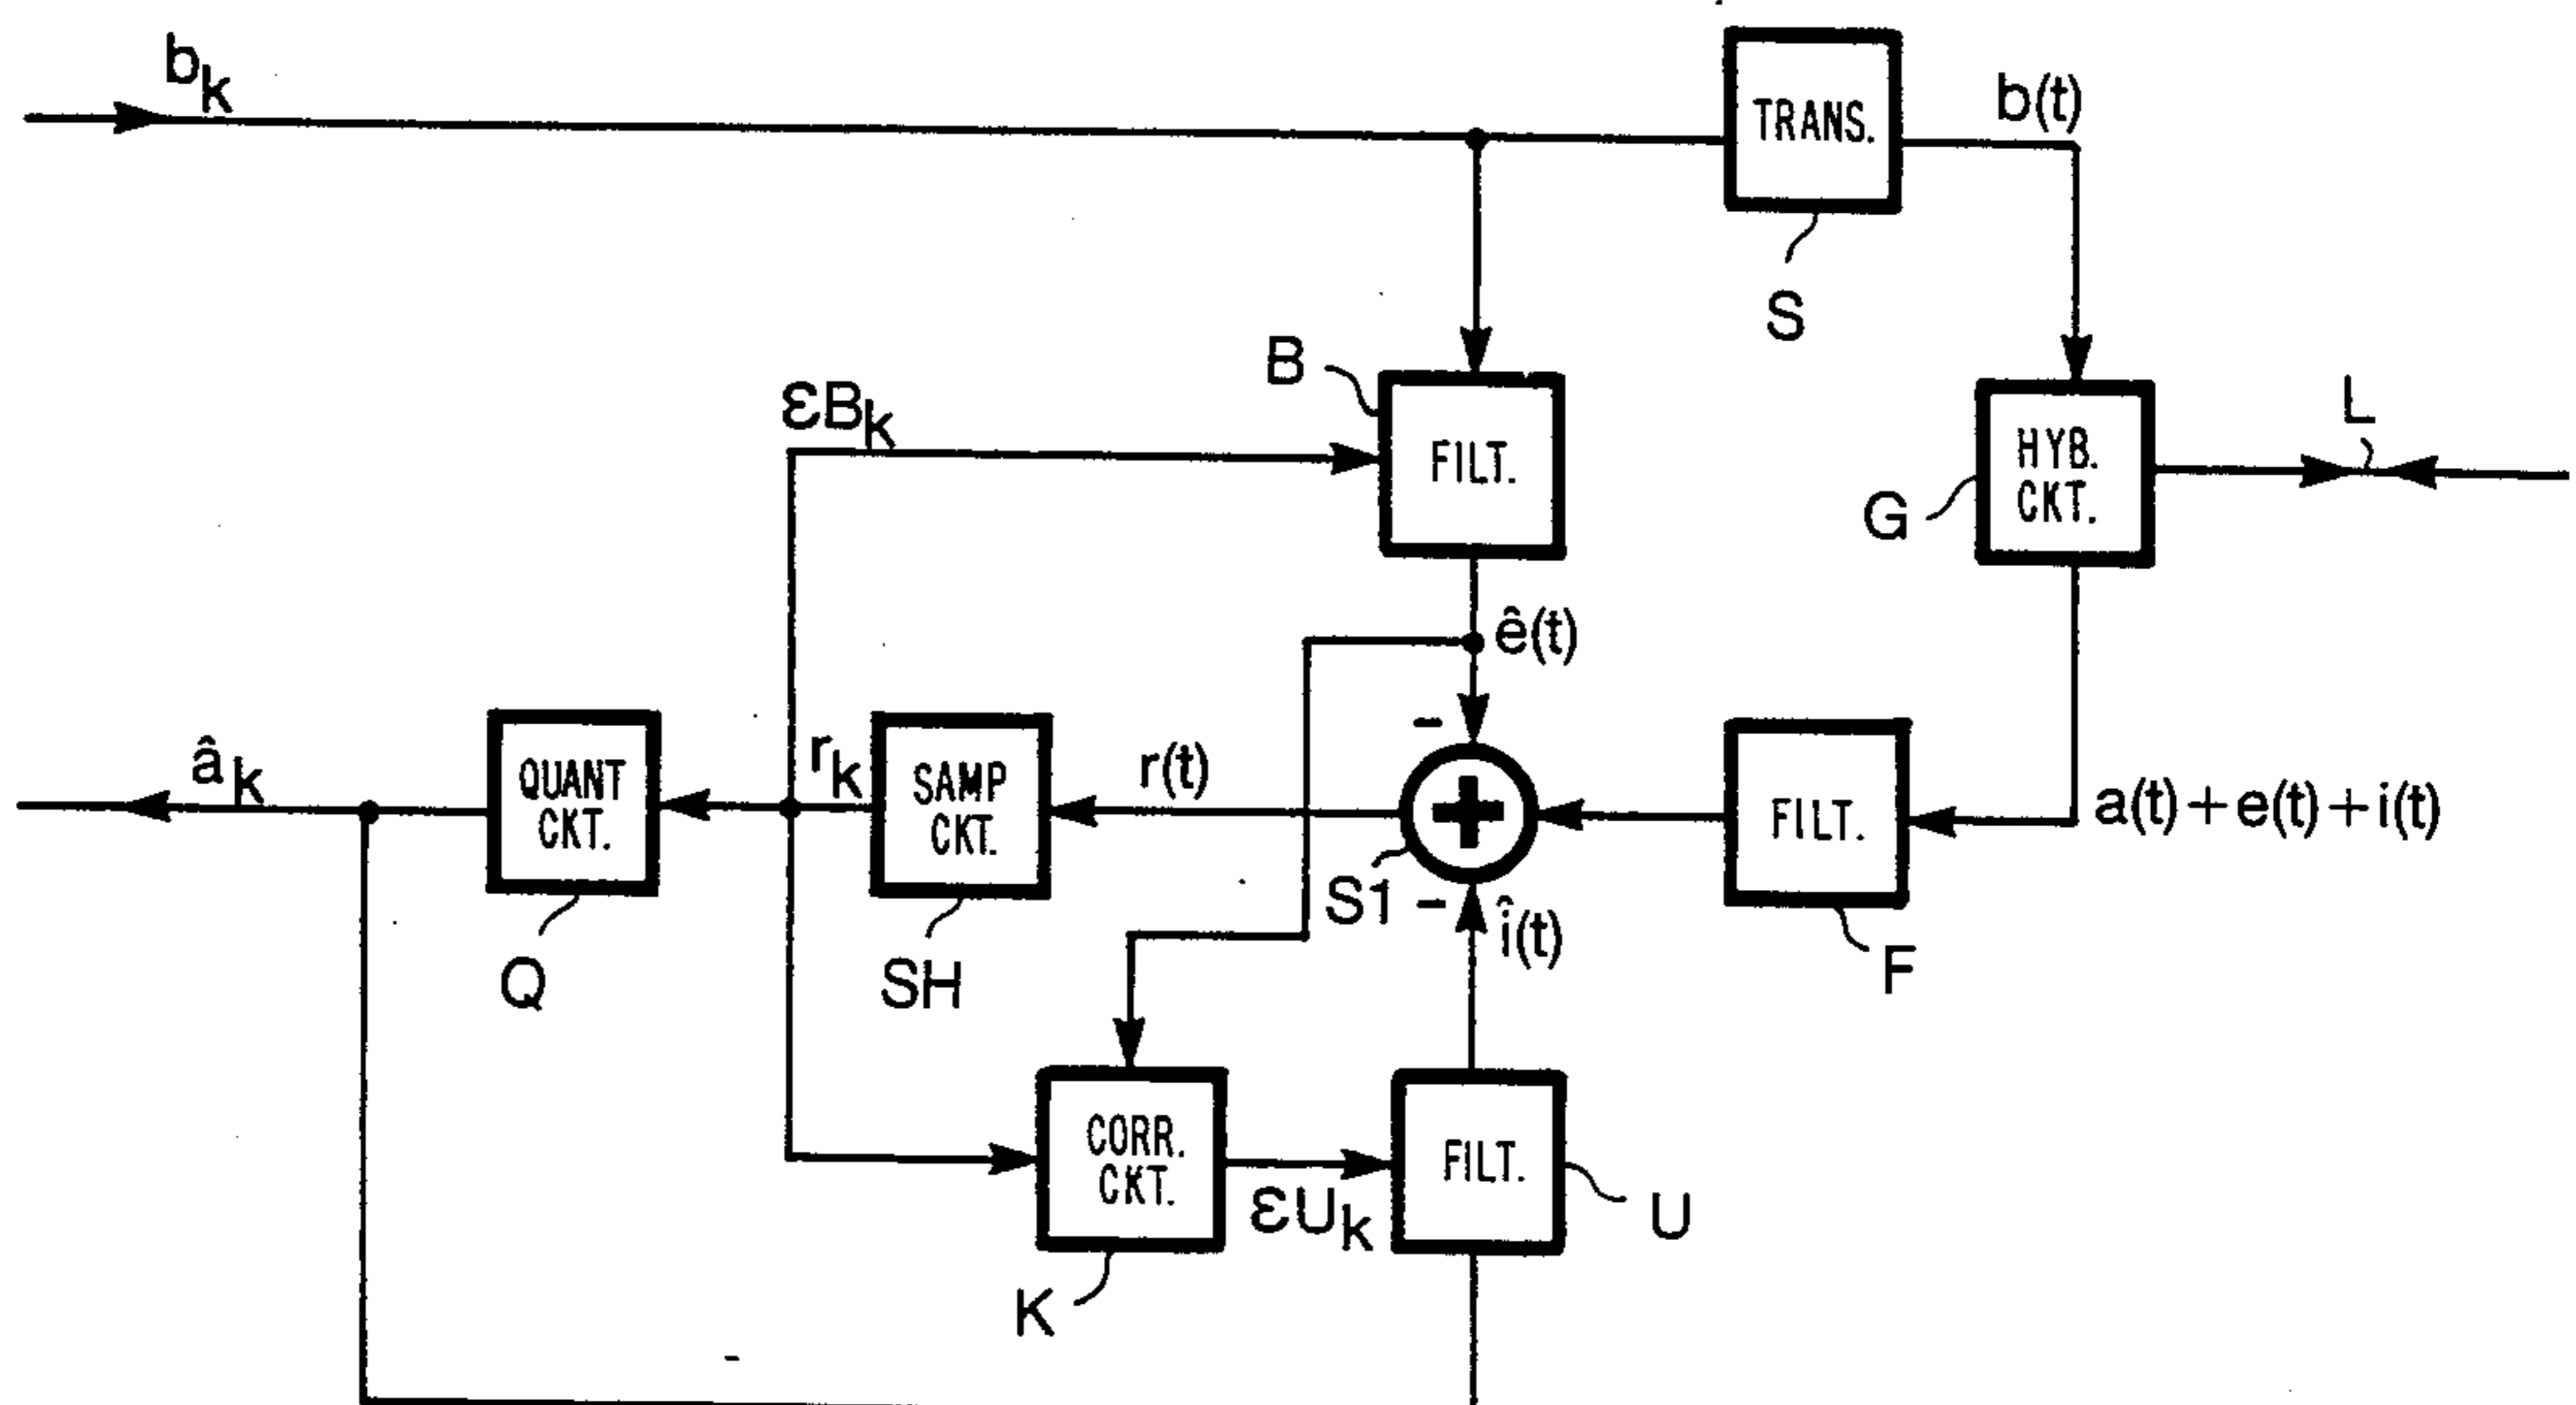 b_k
TRANS.
b(t)
S
B
εB_k
FILT.
HYB.
CKT.
L
G
ê(t)
â_k
QUANT
CKT.
r_k
SAMP
CKT.
r(t)
-
+
S1
-
î(t)
FILT.
a(t)+e(t)+i(t)
Q
SH
F
CORR.
CKT.
εU_k
FILT.
U
K